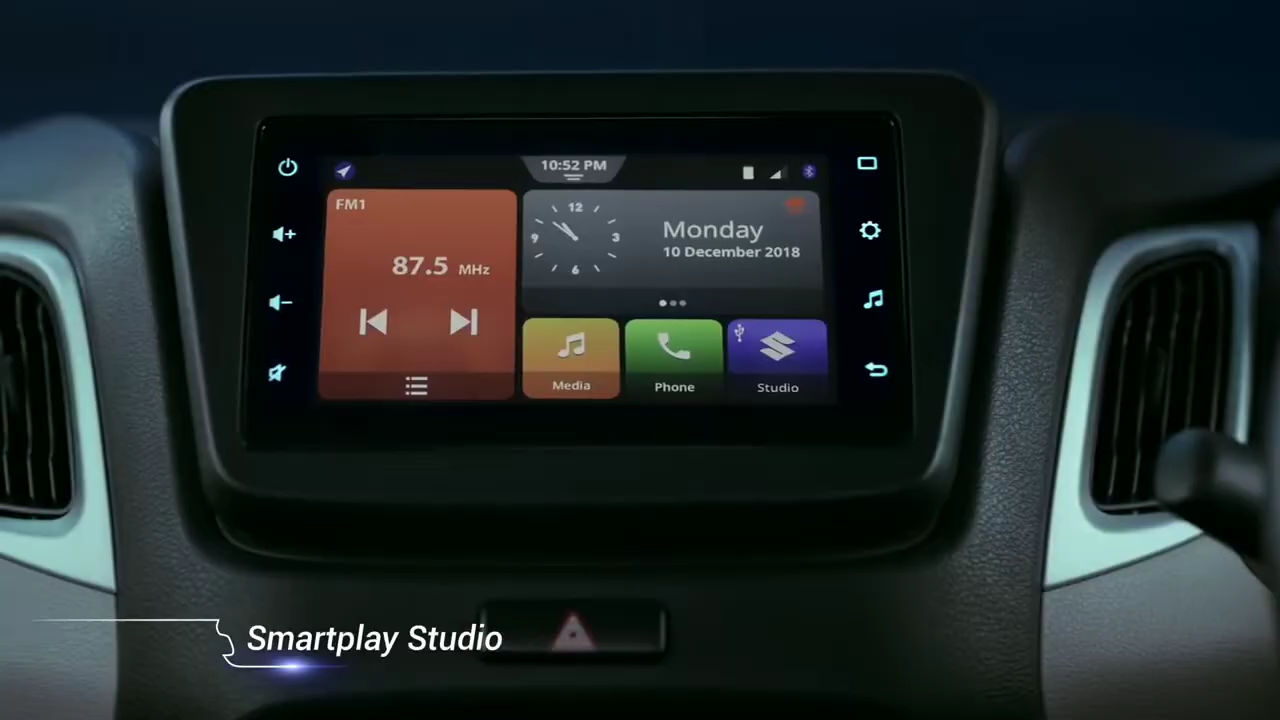 10:52 PM
FM1
87.5 MHz
12
9
3
6
Monday
10 December 2018
Media
Phone
Studio
Smartplay Studio